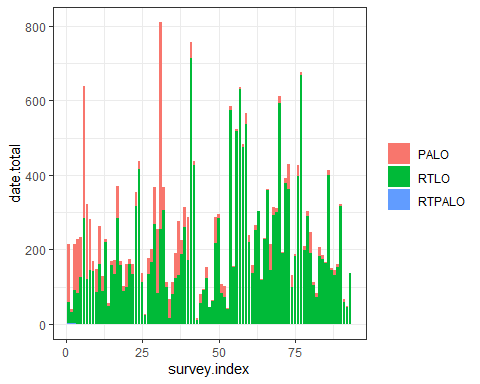 800
600
400
200
0
date.total
0 25 50 75
survey.index
PALO
RTLO
RTPALO